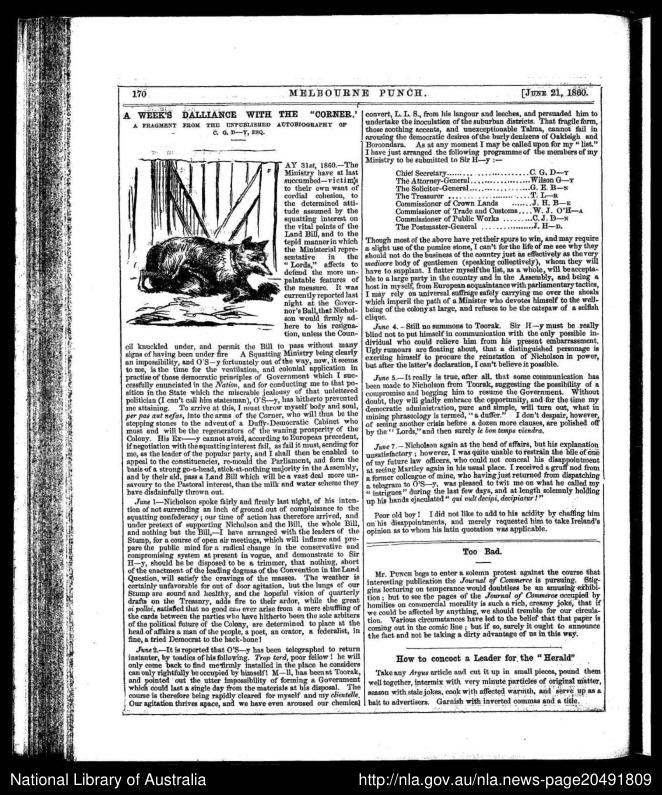 170
MELBOURNE PUNCH.
[JUNE 21, 1860.
A WEEK'S DALLIANCE WITH THE "CORNER.'
A FRAGMENT FROM THE UNPUBLISHED AUTOBIOGRAPHY OF
C. G. D—Y, ESQ.
AY 31st, 1860.—The
Ministry have at last
succumbed—victims
to their own want of
cordial cohesion, to
the determined atti-
tude assumed by the
squatting interest on
the vital points of the
Land Bill, and to the
tepid manner in which
the Ministerial repre-
sentative in the
"Lords," affects to
defend the more un-
palatable features of
the measure. It was
currently reported last
night at the Gover-
nor's Ball, that Nichol-
son would firmly ad-
here to his resigna-
tion, unless the Coun-
cil knuckled under, and permit the Bill to pass without many
signs of having been under fire A Squatting Ministry being clearly
an impossibility, and O'S—y fortunately out of the way, now, it seems
to me, is the time for the ventilation, and colonial application in
practise of those democratic principles of Government which I suc-
cessfully enunciated in the Nation, and for conducting me to that po-
sition in the State which the miserable jealousy of that unlettered
politician (I can't call him statesman), O'S—y, has hitherto prevented
me attaining. To arrive at this, I must throw myself body and soul,
per fas aut nefas, into the arms of the Corner, who will thus be the
stepping stones to the advent of a Duffy-Democratic Cabinet who
must and will be the regenerators of the waning prosperity of the
Colony. His Ex——y cannot avoid, according to European precedent,
if negotiation with the squatting interest fail, as fail it must, sending for
me, as the leader of the popular party, and I shall then be enabled to
appeal to the constituencies, re-mould the Parliament, and form the
basis of a strong go-a-head, stick-at-nothing majority in the Assembly,
and by their aid, pass a Land Bill which will be a vast deal more un-
savoury to the Pastoral interest, than the milk and water scheme they
have disdainfully thrown out.
June 1—Nicholson spoke fairly and firmly last night, of his inten-
tion of not surrending an inch of ground out of complaisance to the
squatting confederacy; our time of action has therefore arrived, and
under pretext of supporting Nicholson and the Bill, the whole Bill,
and nothing but the Bill,—I have arranged with the leaders of the
Stump, for a course of open air meetings, which will inflame and pre-
pare the public mind for a radical change in the conservative and
compromising system at present in vogue, and demonstrate to Sir
H—y, should he be disposed to be a trimmer, that nothing, short
of the enactment of the leading dogmas of the Convention in the Land
Question, will satisfy the cravings of the masses. The weather is
certainly unfavorable for out of door agitation, but the lungs of our
Stump are sound and healthy, and the hopeful vision of quarterly
drafts on the Treasury, adds fire to their ardor, while the great
oi polloi, satisfied that no good can ever arise from a mere shuffling of
the cards between the parties who have hitherto been the sole arbiters
of the political future of the Colony, are determined to place at the
head of affairs a man of the people, a poet, an orator, a federalist, in
fine, a tried Democrat to the back-bone!
June 2.—It is reported that O'S—y has been telegraphed to return
instanter, by toadies of his following. Trop tard, poor fellow! he will
only come back to find me firmly installed in the place he considers
can only rightfully be occupied by himself! M—ll, has been at Toorak,
and pointed out the utter impossibility of forming a Government
which could last a single day from the materials at his disposal. The
course is therefore being rapidly cleared for myself and my clientelle.
Our agitation thrives apace, and we have even aroused our chemical
convert, L. L. S., from his langour and leeches, and persuaded him to
undertake the inoculation of the suburban districts. That fragile form,
those soothing accents, and unexceptionable Talma, cannot fail in
arousing the democratic desires of the burly denizens of Oakleigh and
Boroondara. As at any moment I may be called upon for my "list."
I have just arranged the following programme of the members of my
Ministry to be submitted to Sir H—y :—
Chief Secretary........................C. G. D—Y
The Attorney-General..................Wilson G—Y
The Solicitor-General..................G. E. B—N
The Treasurer ........................T. L—R
Commissioner of Crown Lands ......J. H. B—E
Commissioner of Trade and Customs....W. J. O'H—A
Commissioner of Public Works .........C. J. B—N
The Postmaster-General ...............J. H—D.
Though most of the above have yet their spurs to win, and may require
a slight use of the pumice stone, I can't for the life of me see why they
should not do the business of the country just as effectively as the very
mediocre body of gentlemen (speaking collectively), whom they will
have to supplant. I flatter myself the list, as a whole, will be accepta-
ble to a large party in the country and in the Assembly, and being a
host in myself, from European acquaintance with parliamentary tactics,
I may rely on universal suffrage safely carrying me over the shoals
which imperil the path of a Minister who devotes himself to the well-
being of the colony at large, and refuses to be the catspaw of a selfish
clique.
June 4.—Still no summons to Toorak. Sir H—y must be really
blind not to put himself in communication with the only possible in-
dividual who could relieve him from his present embarrassment.
Ugly rumours are floating about, that a distinguished personage is
exerting himself to procure the reinstation of Nicholson in power,
but after the latter's declaration, I can't believe it possible.
June 5.—It really is true, after all, that some communication has
been made to Nicholson from Toorak, suggesting the possibility of a
compromise and begging him to resume the Government. Without
doubt, they will gladly embrace the opportunity, and for the time my
democratic administration, pure and simple, will turn out, what in
mining phraseology is termed, "a duffer." I don't despair, however,
of seeing another crisis before a dozen more clauses, are polished off
by the "Lords," and then surely le bon temps viendra.
June 7.—Nicholson again at the head of affairs, but his explanation
unsatisfactory; however, I was quite unable to restrain the bile of one
of my future law officers, who could not conceal his disappointment
at seeing Martley again in his usual place. I received a gruff nod from
a former colleague of mine, who having just returned from dispatching
a telegram to O'S—y, was pleased to twit me on what he called my
"intrigues" during the last few days, and at length solemnly holding
up his hands ejaculated "qui vult decipi, decipiatur!"
Poor old boy! I did not like to add to his acidity by chaffing him
on his disappointments, and merely requested him to take Ireland's
opinion as to whom his latin quotation was applicable.
Too Bad.
MR. PUNCH begs to enter a solemn protest against the course that
interesting publication the Journal of Commerce is pursuing. Stig-
gins lecturing on temperance would doubtless be an amusing exhibi-
tion; but to see the pages of the Journal of Commerce occupied by
homilies on commercial morality is such a rich, creamy joke, that if
we could be affected by anything, we should tremble for our circula-
tion. Various circumstances have led to the belief that that paper is
coming out in the comic line; but if so, surely it ought to announce
the fact and not be taking a dirty advantage of us in this way.
How to concoct a Leader for the "Herald"
Take any Argus article and cut it up in small pieces, pound them
well together, intermix with very minute particles of original matter,
season with stale jokes, cook with affected warmth, and serve up as a
bait to advertisers. Garnish with inverted commas and a title.
National Library of Australia
http://nla.gov.au/nla.news-page20491809